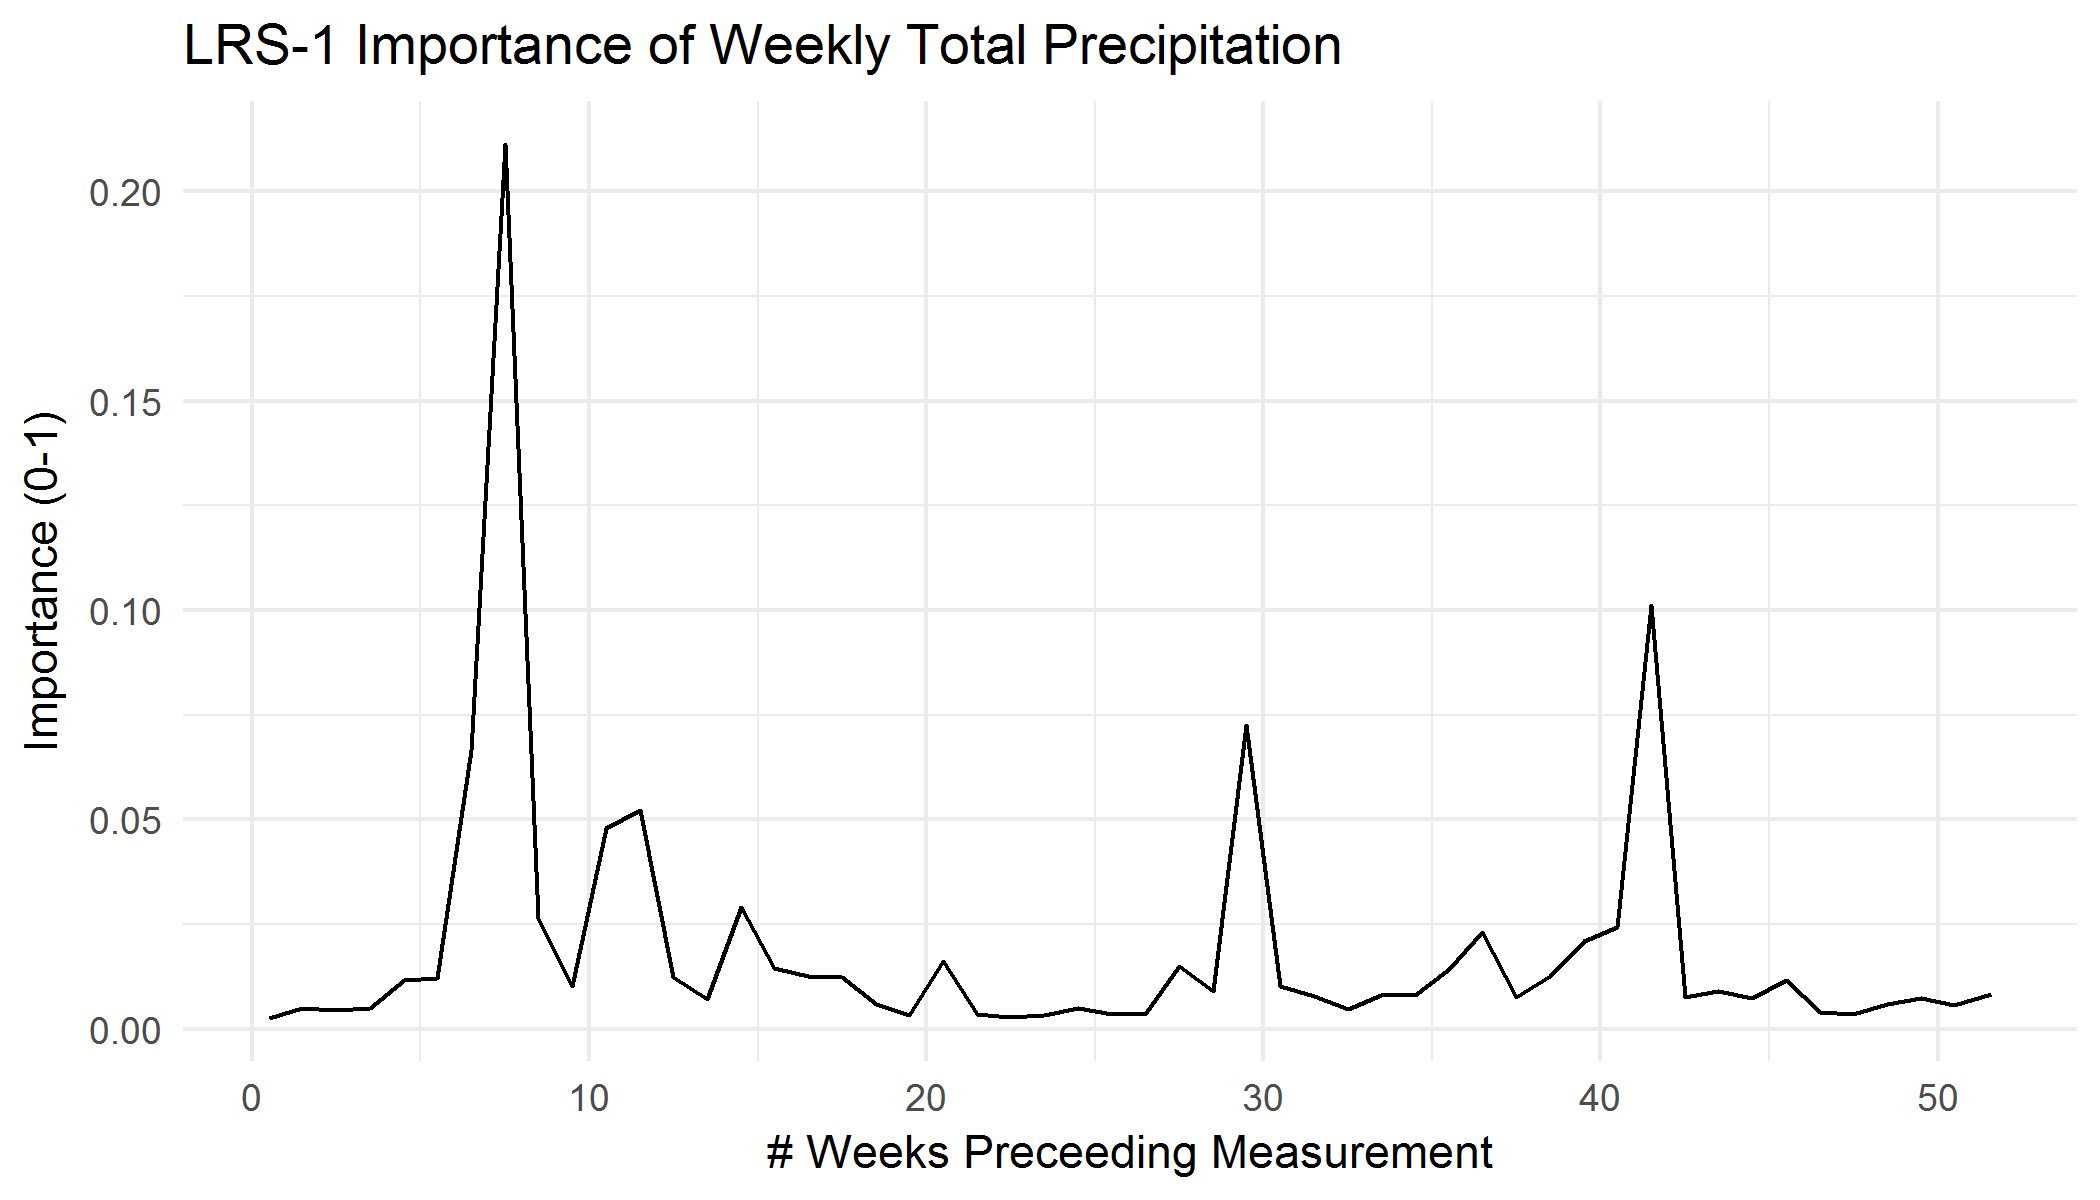 LRS-1 Importance of Weekly Total Precipitation
0.20
0.15
0.10
0.05
0.00
Importance (0-1)
0 10 20 30 40 50
# Weeks Preceeding Measurement